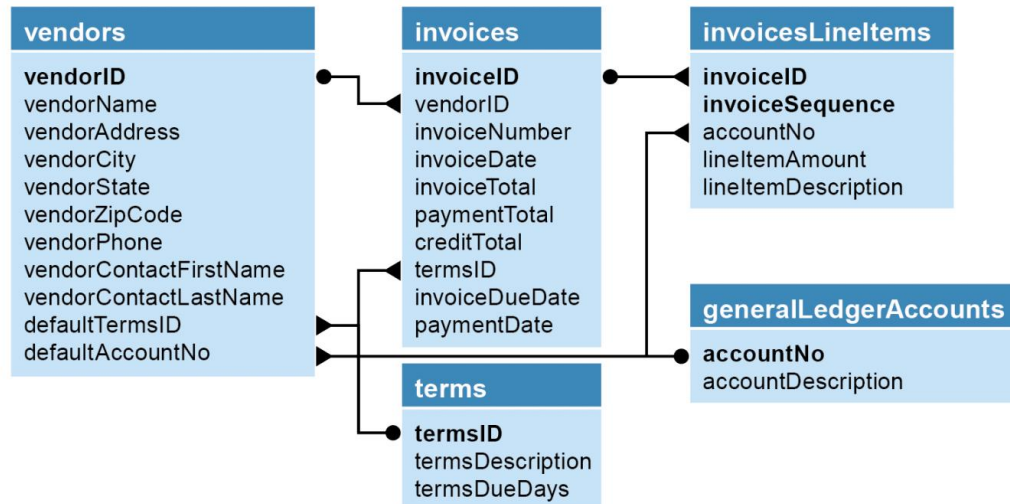 vendors
vendorID
vendorName
vendorAddress
vendorCity
vendorState
vendorZipCode
vendorPhone
vendorContactFirstName
vendorContactLastName
defaultTermsID
defaultAccountNo
invoices
invoiceID
vendorID
invoiceNumber
invoiceDate
invoiceTotal
paymentTotal
creditTotal
termsID
invoiceDueDate
paymentDate
terms
termsID
termsDescription
termsDueDays
invoicesLineItems
invoiceID
invoiceSequence
accountNo
lineItemAmount
lineItemDescription
generalLedgerAccounts
accountNo
accountDescription